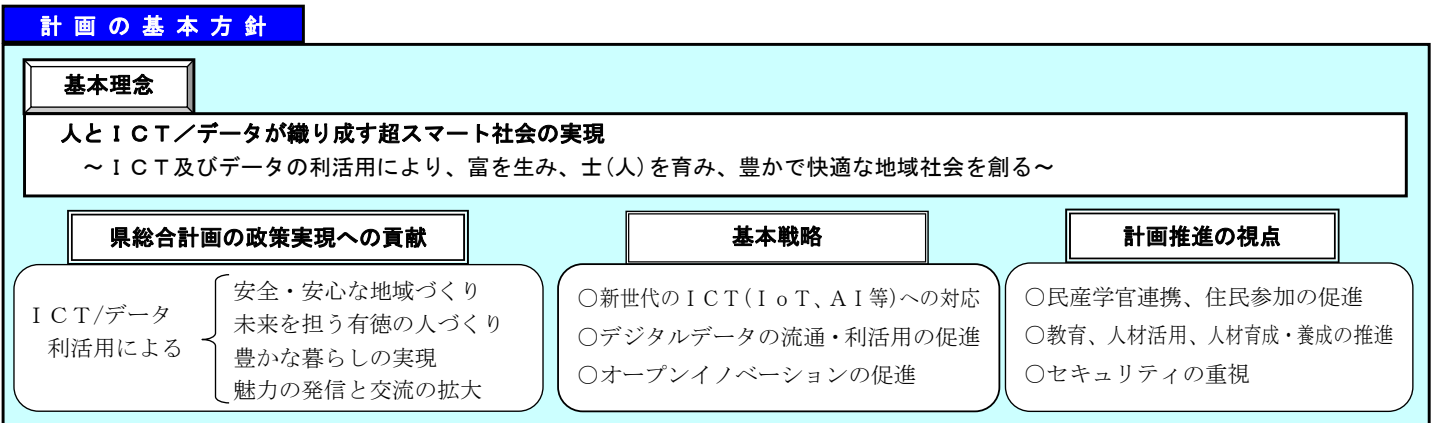 計画の基本方針
基本理念
人とＩＣＴ／データが織り成す超スマート社会の実現
～ＩＣＴ及びデータの利活用により、富を生み、士(人)を育み、豊かで快適な地域社会を創る～
県総合計画の政策実現への貢献
ＩＣＴ/データ
利活用による
安全・安心な地域づくり
未来を担う有徳の人づくり
豊かな暮らしの実現
魅力の発信と交流の拡大
基本戦略
○新世代のＩＣＴ(ＩｏＴ、ＡＩ等)への対応
○デジタルデータの流通・利活用の促進
○オープンイノベーションの促進
計画推進の視点
○民産学官連携、住民参加の促進
○教育、人材活用、人材育成・養成の推進
○セキュリティの重視